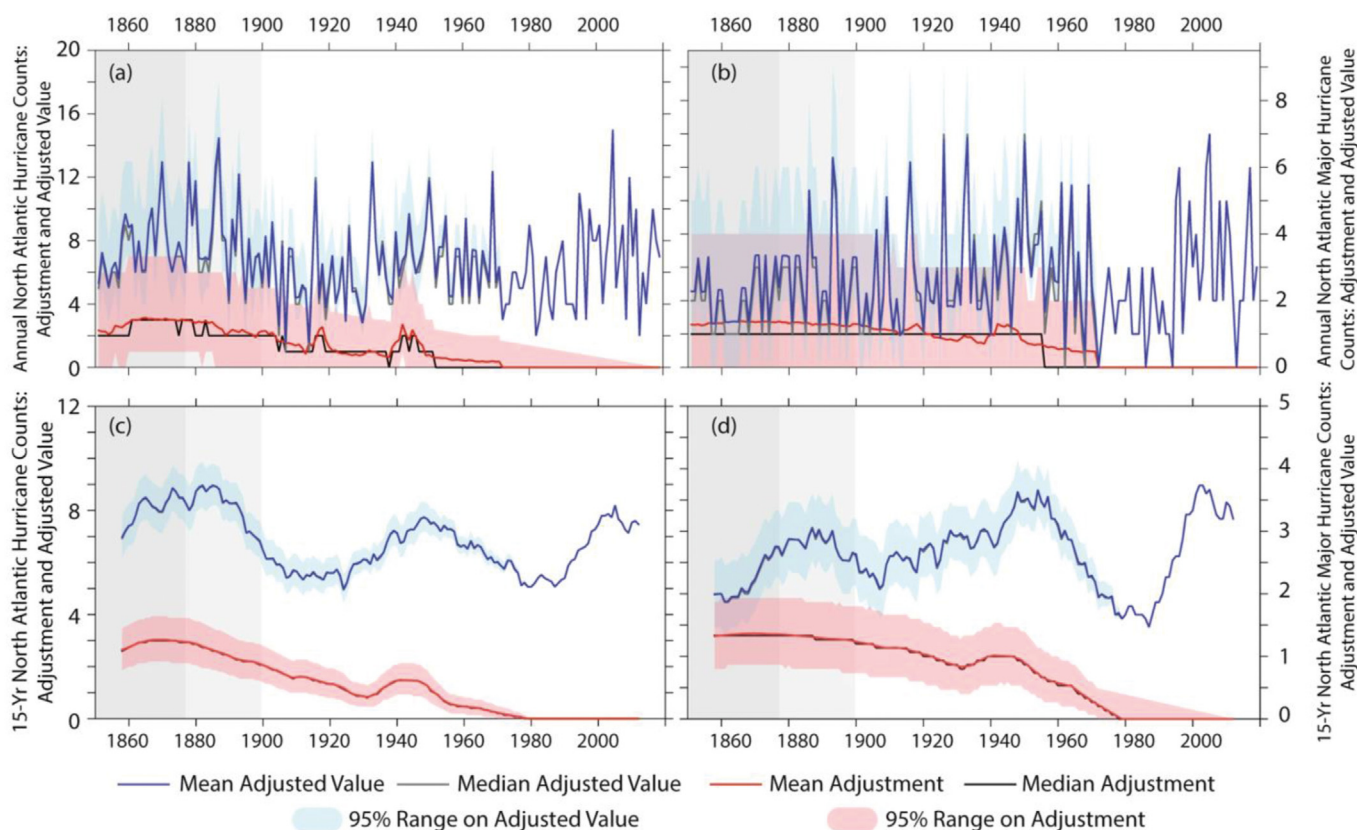 1860 1880 1900 1920 1940 1960 1980 2000
1860 1880 1900 1920 1940 1960 1980 2000
Annual North Atlantic Hurricane Counts:
Adjustment and Adjusted Value
20
16
12
8
4
0
(a)
(b)
8
6
4
2
0
Annual North Atlantic Major Hurricane
Counts: Adjustment and Adjusted Value
15-Yr North Atlantic Hurricane Counts:
Adjustment and Adjusted Value
12
8
4
0
(c)
(d)
5
4
3
2
1
0
15-Yr North Atlantic Major Hurricane Counts:
Adjustment and Adjusted Value
1860 1880 1900 1920 1940 1960 1980 2000
1860 1880 1900 1920 1940 1960 1980 2000
Mean Adjusted Value Median Adjusted Value Mean Adjustment Median Adjustment
95% Range on Adjusted Value 95% Range on Adjustment